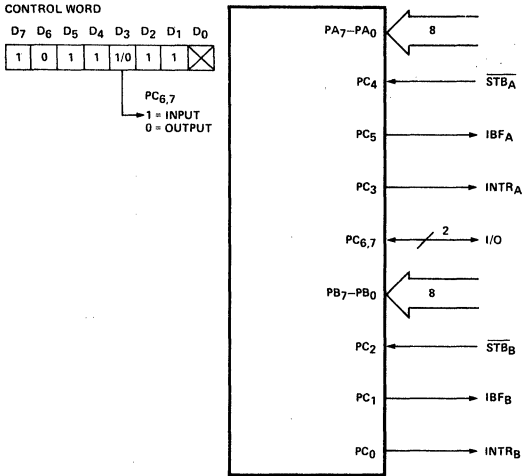 CONTROL WORD
D7 D6 D5 D4 D3 D2 D1 D0
1 0 1 1 1/0 1 1
PC6,7
1 = INPUT
0 = OUTPUT
PA7–PA0 8
PC4 STBA
PC5 IBFA
PC3 INTRA
PC6,7 2 I/O
PB7–PB0 8
PC2 STBB
PC1 IBFB
PC0 INTRB